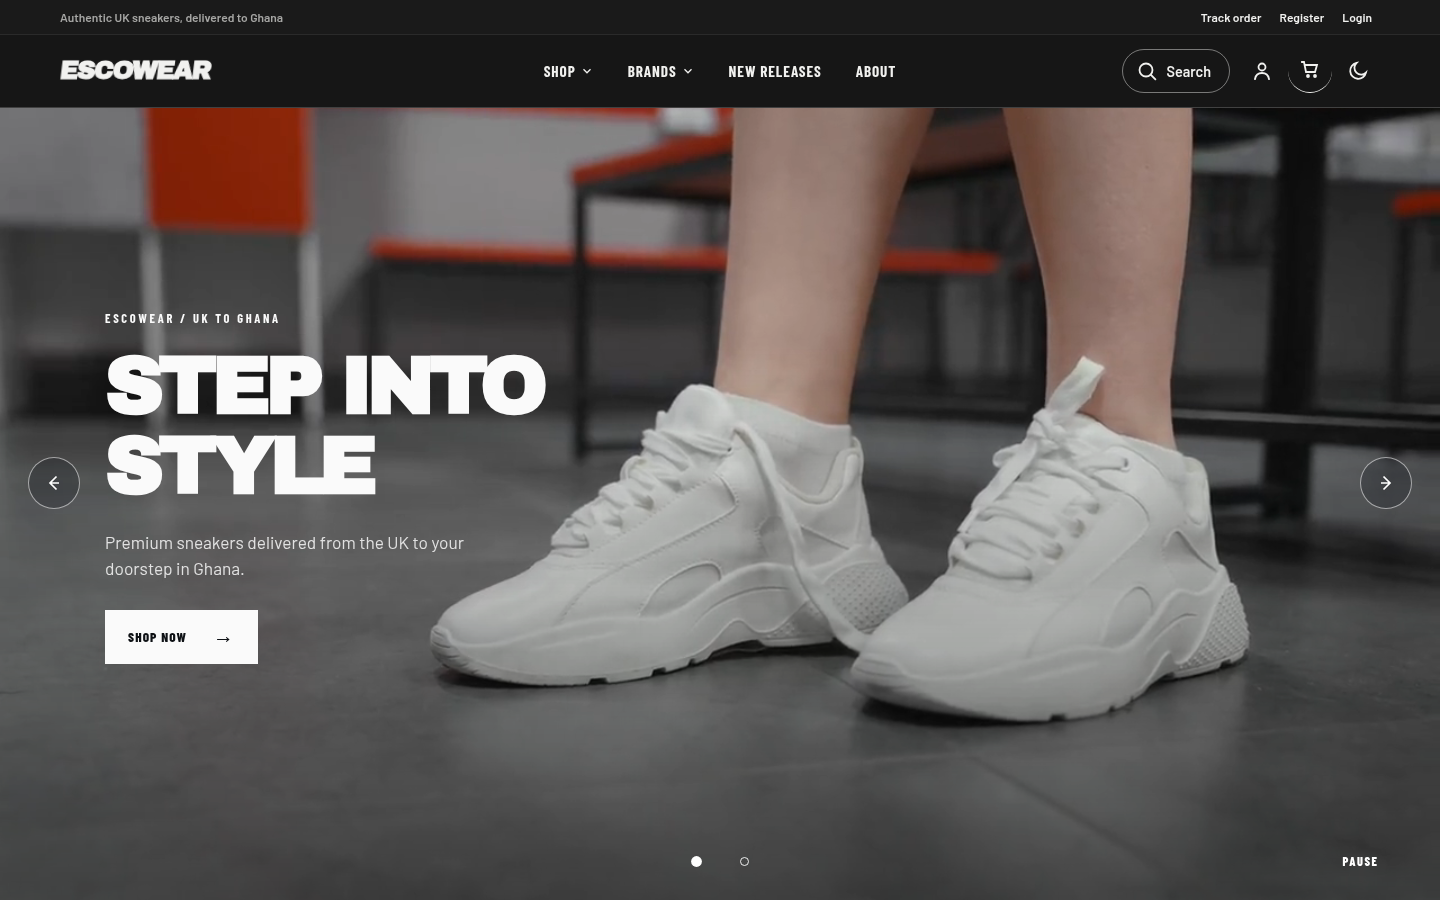 Authentic UK sneakers, delivered to Ghana
Track order
Register
Login
ESCOWEAR
SHOP
BRANDS
NEW RELEASES
ABOUT
Search
ESCOWEAR / UK TO GHANA
STEP INTO
STYLE
Premium sneakers delivered from the UK to your
doorstep in Ghana.
SHOP NOW →
PAUSE